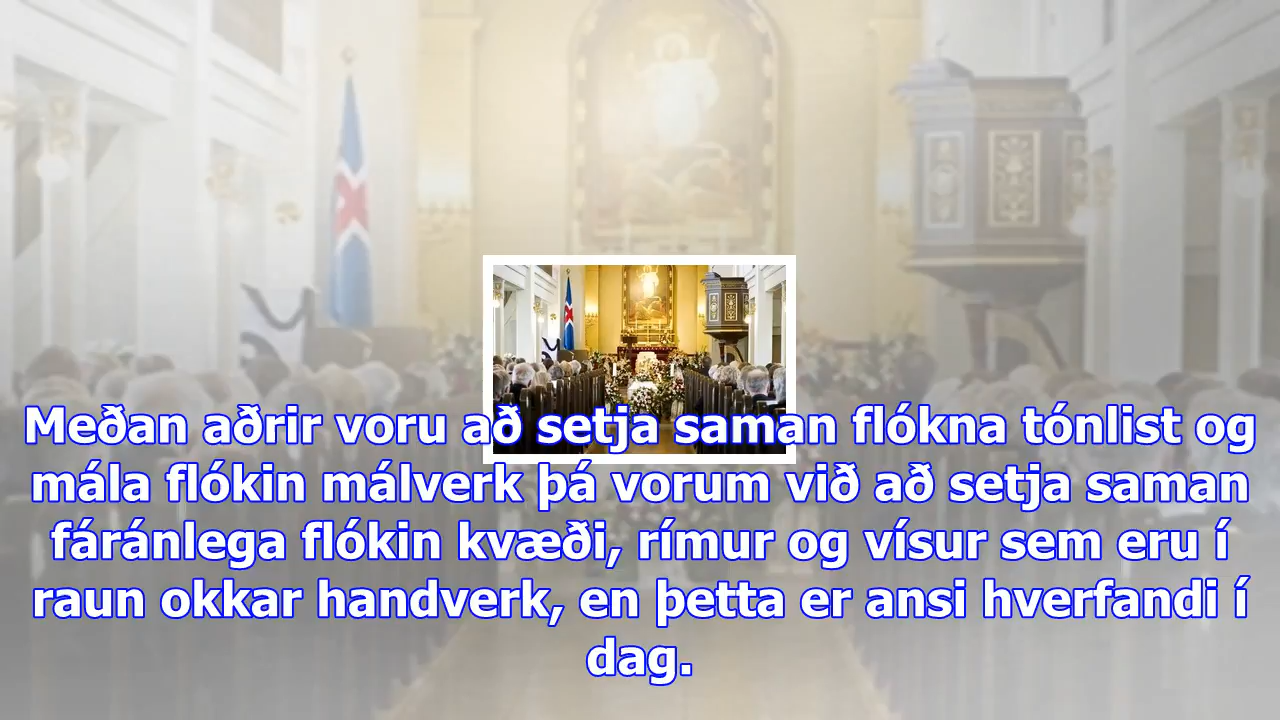 Meðan aðrir voru að setja saman flókna tónlist og
mála flókin málverk þá vorum við að setja saman
fáránlega flókin kvæði, rímur og vísur sem eru í
raun okkar handverk, en þetta er ansi hverfandi í
dag.